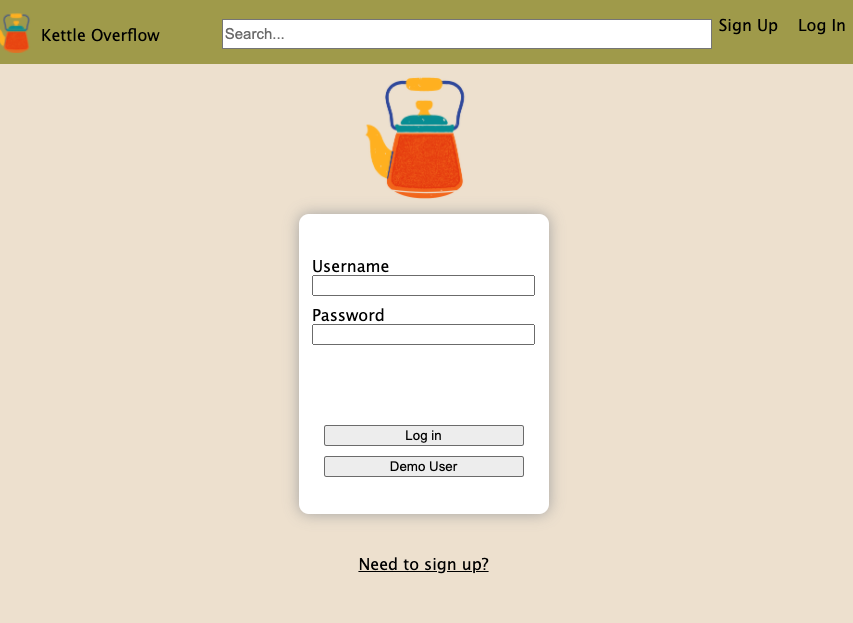 Kettle Overflow
Search...
Sign Up
Log In
Username
Password
Log in
Demo User
Need to sign up?